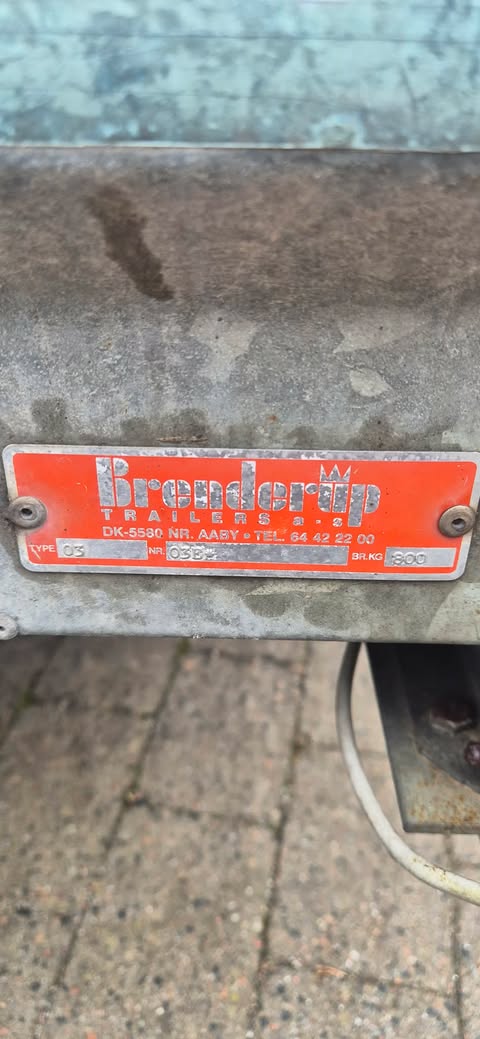 Brenderup
TRAILERS a·s
DK-5580 NR. AABY • TEL. 64 42 22 00
TYPE 03 NR. 03B BR.KG 800